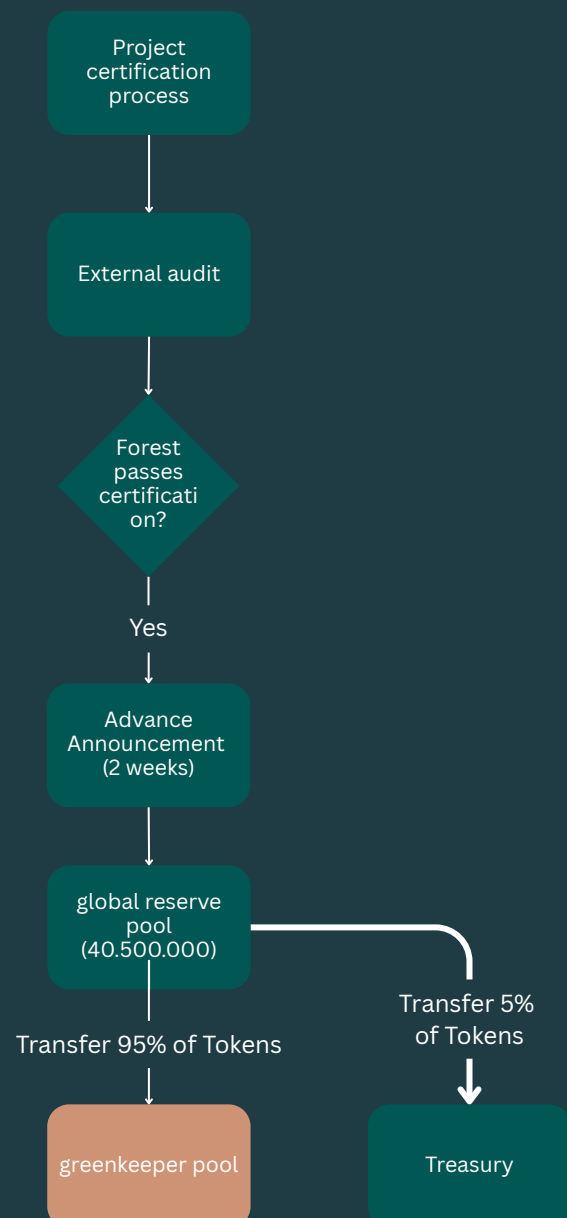 Project
certification
process
External audit
Forest
passes
certificati
on?
Yes
Advance
Announcement
(2 weeks)
global reserve
pool
(40.500.000)
Transfer 5%
of Tokens
Transfer 95% of Tokens
greenkeeper pool
Treasury